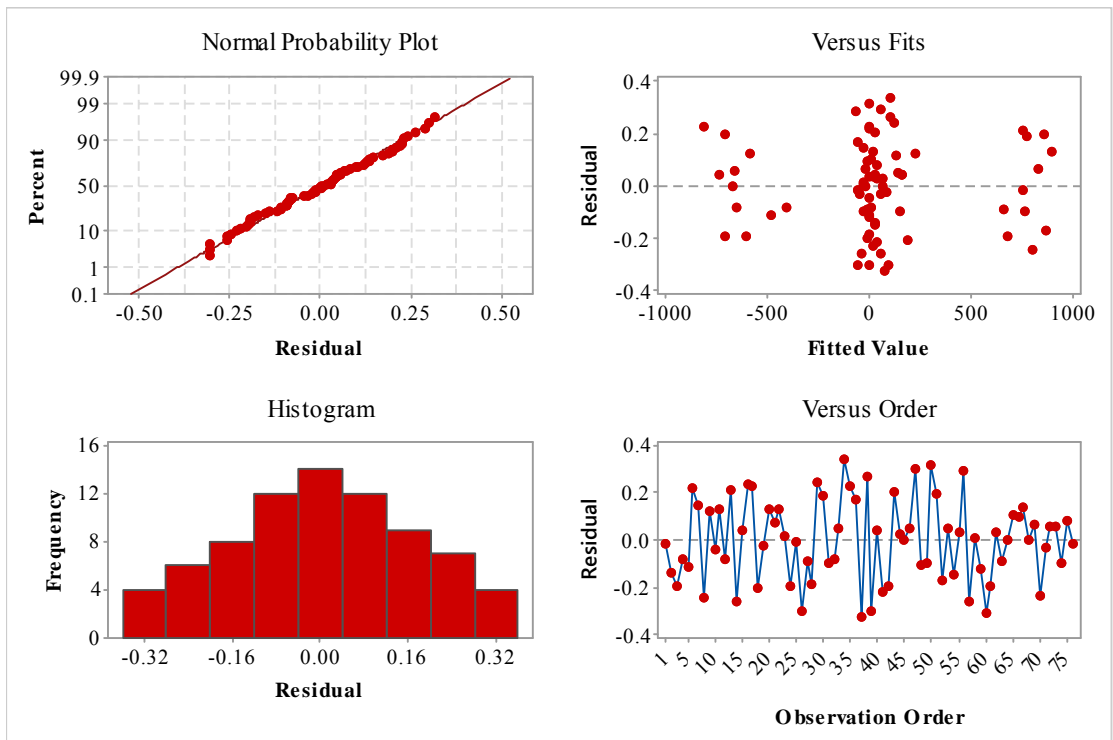 Normal Probability Plot
99.9
99
90
50
10
1
0.1
Percent
-0.50 -0.25 0.00 0.25 0.50
Residual
Versus Fits
0.4
0.2
0.0
-0.2
-0.4
Residual
-1000 -500 0 500 1000
Fitted Value
Histogram
16
12
8
4
0
Frequency
-0.32 -0.16 0.00 0.16 0.32
Residual
Versus Order
0.4
0.2
0.0
-0.2
-0.4
Residual
1 5 10 15 20 25 30 35 40 45 50 55 60 65 70 75
Observation Order